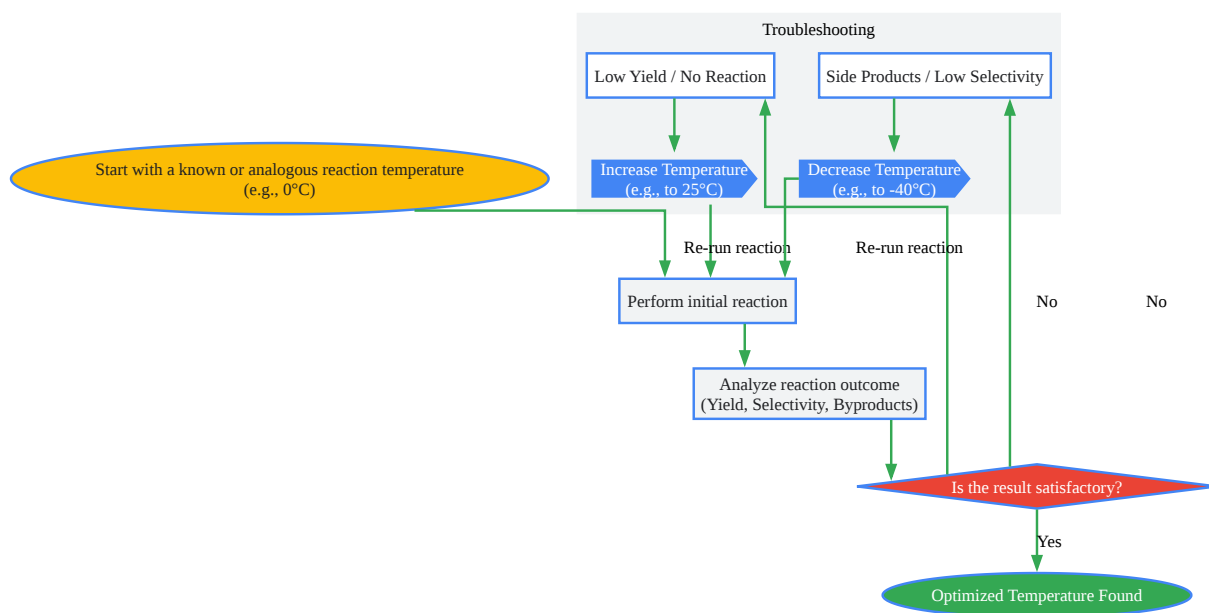 Troubleshooting
Low Yield / No Reaction
Side Products / Low Selectivity
Start with a known or analogous reaction temperature
(e.g., 0°C)
Increase Temperature
(e.g., to 25°C)
Decrease Temperature
(e.g., to -40°C)
Re-run reaction
Re-run reaction
Perform initial reaction
No
No
Analyze reaction outcome
(Yield, Selectivity, Byproducts)
Is the result satisfactory?
Yes
Optimized Temperature Found